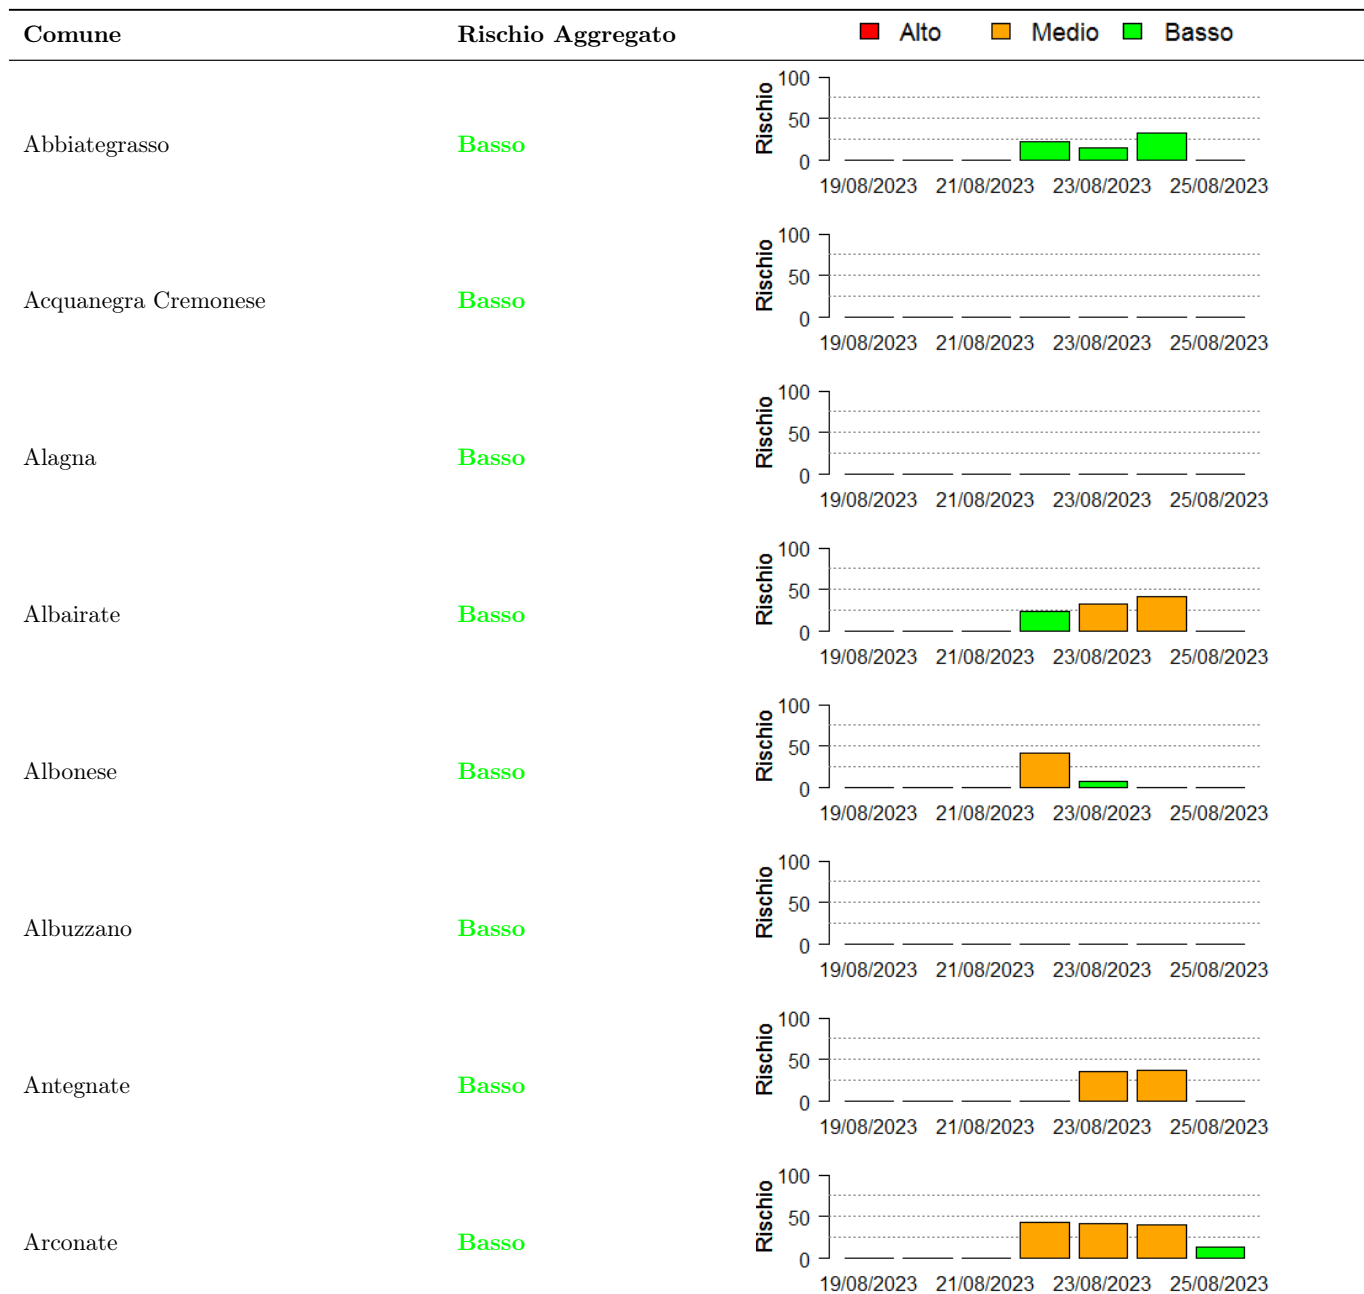 Comune Rischio Aggregato Alto Medio Basso
Abbiategrasso Basso
Rischio
100
50
0
19/08/2023 21/08/2023 23/08/2023 25/08/2023
Acquanegra Cremonese Basso
Rischio
100
50
0
19/08/2023 21/08/2023 23/08/2023 25/08/2023
Alagna Basso
Rischio
100
50
0
19/08/2023 21/08/2023 23/08/2023 25/08/2023
Albairate Basso
Rischio
100
50
0
19/08/2023 21/08/2023 23/08/2023 25/08/2023
Albonese Basso
Rischio
100
50
0
19/08/2023 21/08/2023 23/08/2023 25/08/2023
Albuzzano Basso
Rischio
100
50
0
19/08/2023 21/08/2023 23/08/2023 25/08/2023
Antegnate Basso
Rischio
100
50
0
19/08/2023 21/08/2023 23/08/2023 25/08/2023
Arconate Basso
Rischio
100
50
0
19/08/2023 21/08/2023 23/08/2023 25/08/2023